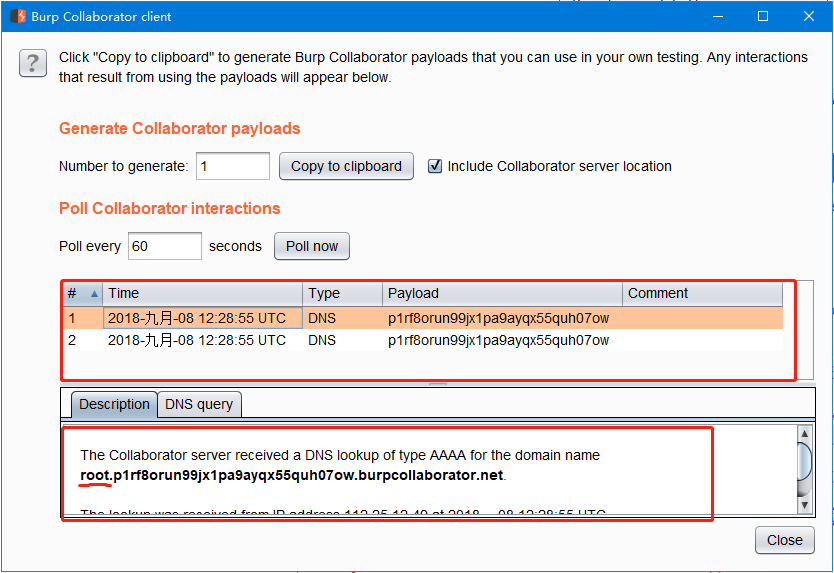 Burp Collaborator client
?
Click "Copy to clipboard" to generate Burp Collaborator payloads that you can use in your own testing. Any interactions
that result from using the payloads will appear below.
Generate Collaborator payloads
Number to generate: 1 Copy to clipboard Include Collaborator server location
Poll Collaborator interactions
Poll every 60 seconds Poll now
# Time Type Payload Comment
1 2018-九月-08 12:28:55 UTC DNS p1rf8orun99jx1pa9ayqx55quh07ow
2 2018-九月-08 12:28:55 UTC DNS p1rf8orun99jx1pa9ayqx55quh07ow
Description DNS query
The Collaborator server received a DNS lookup of type AAAA for the domain name
root.p1rf8orun99jx1pa9ayqx55quh07ow.burpcollaborator.net.
The lookup was received from IP address
Close